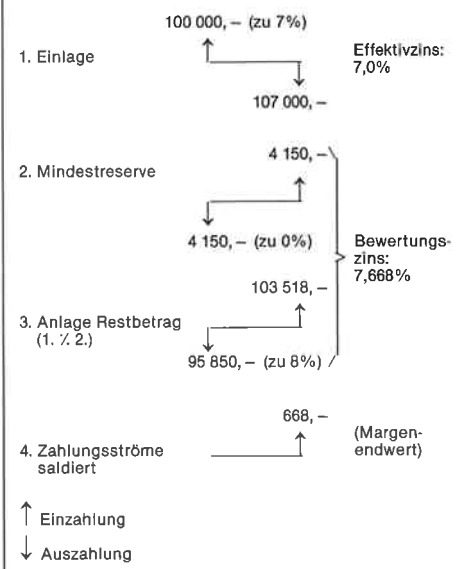 100 000, – (zu 7%)
1. Einlage
Effektivzins:
7,0%
107 000, –
4 150, –
2. Mindestreserve
4 150, – (zu 0%)
Bewertungs-
zins:
7,668%
103 518, –
3. Anlage Restbetrag
(1. ٪ 2.)
95 850, – (zu 8%)
668, –
(Margen-
endwert)
4. Zahlungsströme
saldiert
↑ Einzahlung
↓ Auszahlung